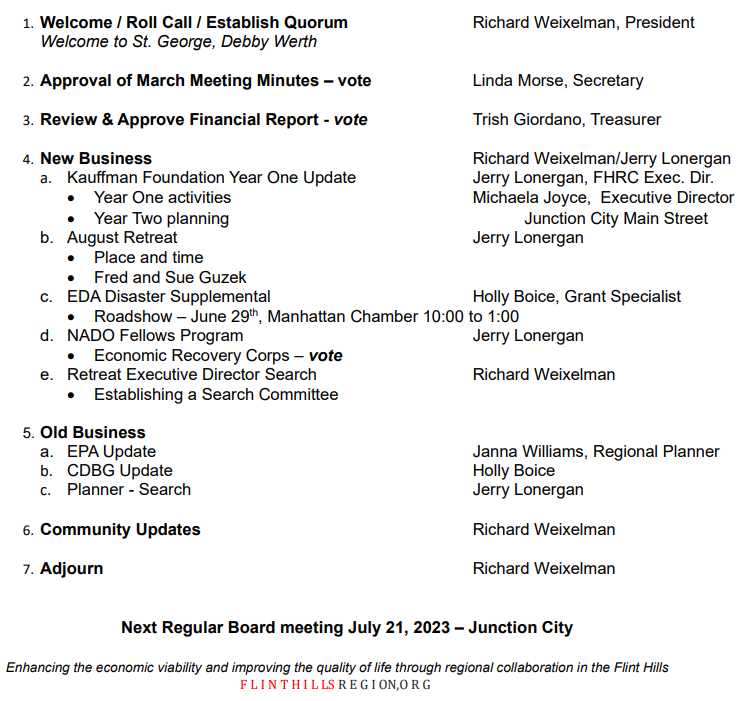 1. Welcome / Roll Call / Establish Quorum Richard Weixelman, President
Welcome to St. George, Debby Werth
2. Approval of March Meeting Minutes – vote Linda Morse, Secretary
3. Review & Approve Financial Report - vote Trish Giordano, Treasurer
4. New Business Richard Weixelman/Jerry Lonergan
a. Kauffman Foundation Year One Update Jerry Lonergan, FHRC Exec. Dir.
• Year One activities Michaela Joyce, Executive Director
• Year Two planning Junction City Main Street
b. August Retreat Jerry Lonergan
• Place and time
• Fred and Sue Guzek
c. EDA Disaster Supplemental Holly Boice, Grant Specialist
• Roadshow – June 29th, Manhattan Chamber 10:00 to 1:00
d. NADO Fellows Program Jerry Lonergan
• Economic Recovery Corps – vote
e. Retreat Executive Director Search Richard Weixelman
• Establishing a Search Committee
5. Old Business
a. EPA Update Janna Williams, Regional Planner
b. CDBG Update Holly Boice
c. Planner - Search Jerry Lonergan
6. Community Updates Richard Weixelman
7. Adjourn Richard Weixelman
Next Regular Board meeting July 21, 2023 – Junction City
Enhancing the economic viability and improving the quality of life through regional collaboration in the Flint Hills
FLINTHILLSREGION,ORG